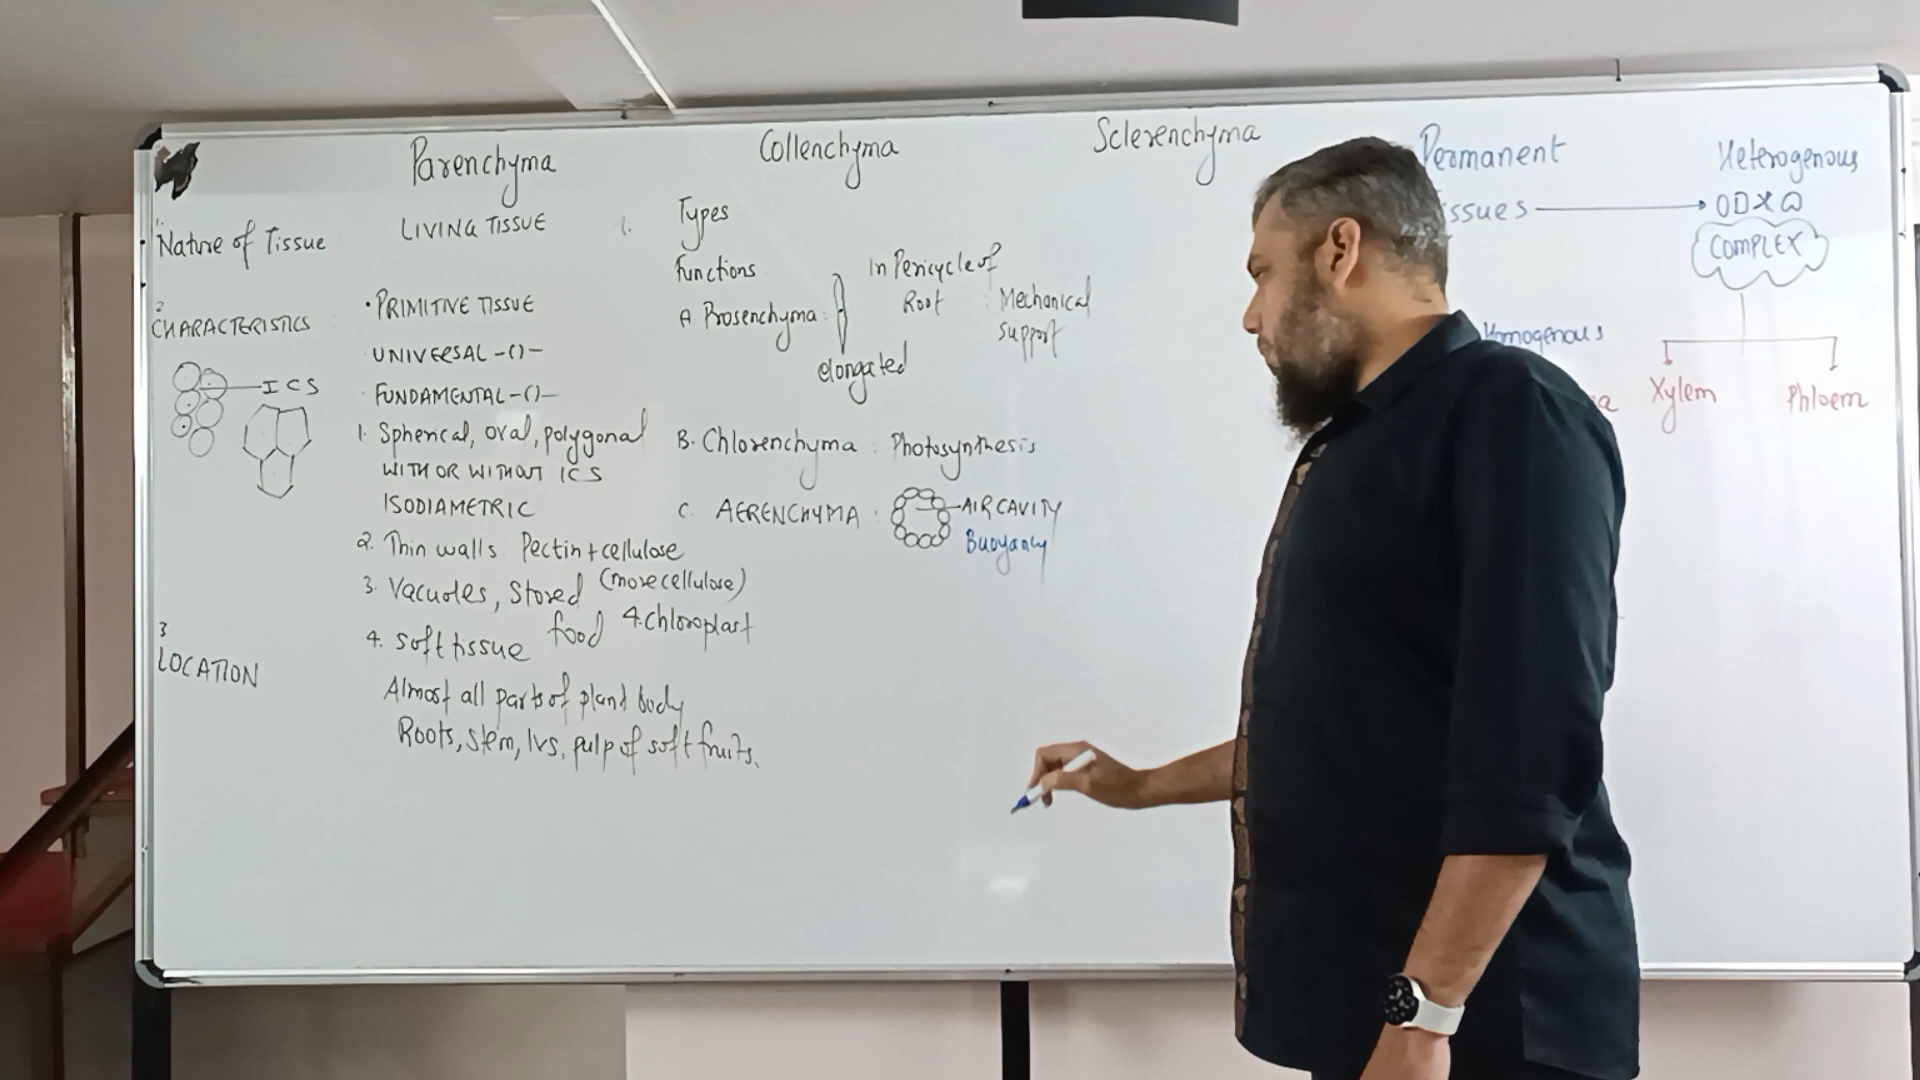 Parenchyma
Collenchyma
Sclerenchyma
1.
Nature of Tissue
LIVING TISSUE
2
CHARACTERISTICS
ICS
• PRIMITIVE TISSUE
· UNIVERSAL -()-
· FUNDAMENTAL -()-
1. Spherical, oval, polygonal
WITH OR WITHOUT ICS
ISODIAMETRIC
2. Thin walls Pectin + cellulose
(more cellulose)
3. Vacuoles, Stored
food
4. chloroplast
4. soft tissue
3
LOCATION
Almost all parts of plant body
Roots, stem, lvs, pulp of soft fruits.
1.
Types
Functions
A. Prosenchyma :
elongated
In Pericycle of
Root
: Mechanical
support
B. Chlorenchyma : Photosynthesis
C. AERENCHYMA :
AIR CAVITY
Buoyancy
Permanent
issues
Homogenous
a
Heterogenous
COMPLEX
Xylem
Phloem